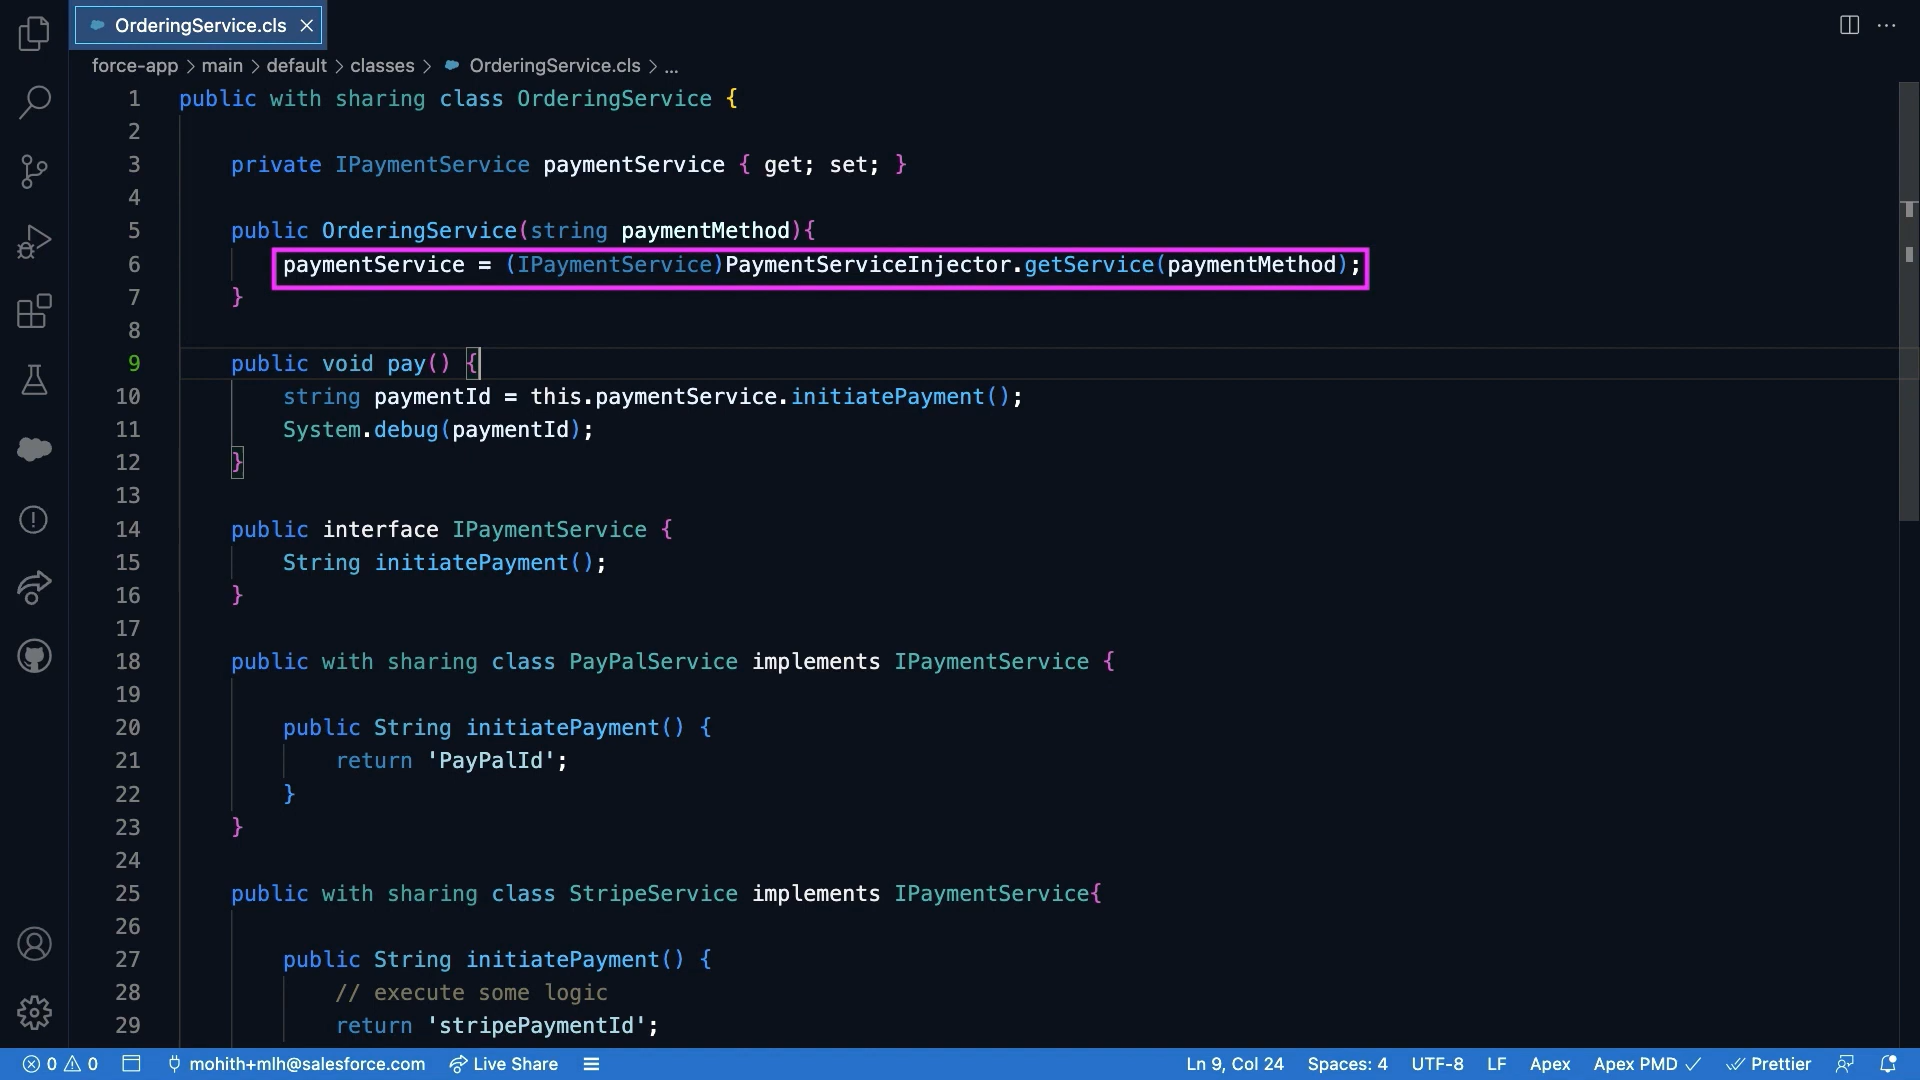 OrderingService.cls
force-app > main > default > classes > OrderingService.cls > ...
1 public with sharing class OrderingService {
2
3 private IPaymentService paymentService { get; set; }
4
5 public OrderingService(string paymentMethod){
6 paymentService = (IPaymentService)PaymentServiceInjector.getService(paymentMethod);
7 }
8
9 public void pay() {
10 string paymentId = this.paymentService.initiatePayment();
11 System.debug(paymentId);
12 }
13
14 public interface IPaymentService {
15 String initiatePayment();
16 }
17
18 public with sharing class PayPalService implements IPaymentService {
19
20 public String initiatePayment() {
21 return 'PayPalId';
22 }
23 }
24
25 public with sharing class StripeService implements IPaymentService{
26
27 public String initiatePayment() {
28 // execute some logic
29 return 'stripePaymentId';
0 0 mohith+mlh@salesforce.com Live Share Ln 9, Col 24 Spaces: 4 UTF-8 LF Apex Apex PMD Prettier